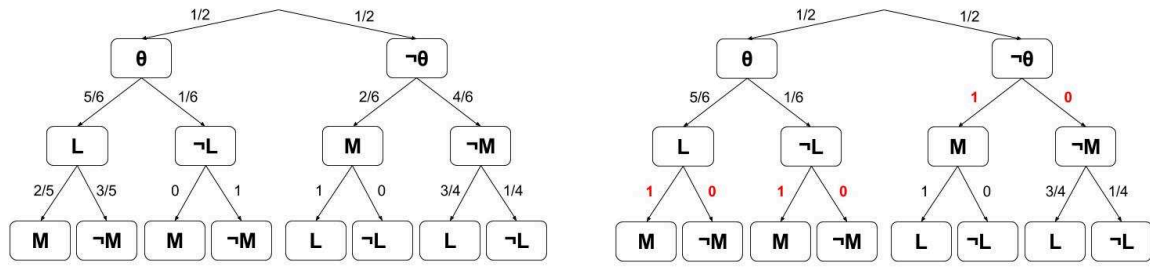 1/2 1/2 1/2 1/2
θ ¬θ θ ¬θ
5/6 1/6 2/6 4/6 5/6 1/6 1 0
L ¬L M ¬M L ¬L M ¬M
2/5 3/5 0 1 1 0 3/4 1/4 1 0 1 0 1 0 3/4 1/4
M ¬M M ¬M L ¬L L ¬L M ¬M M ¬M L ¬L L ¬L